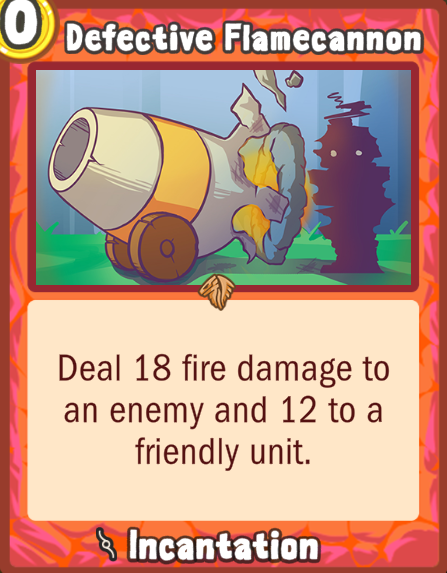 0
Defective Flamecannon
Deal 18 fire damage to
an enemy and 12 to a
friendly unit.
Incantation